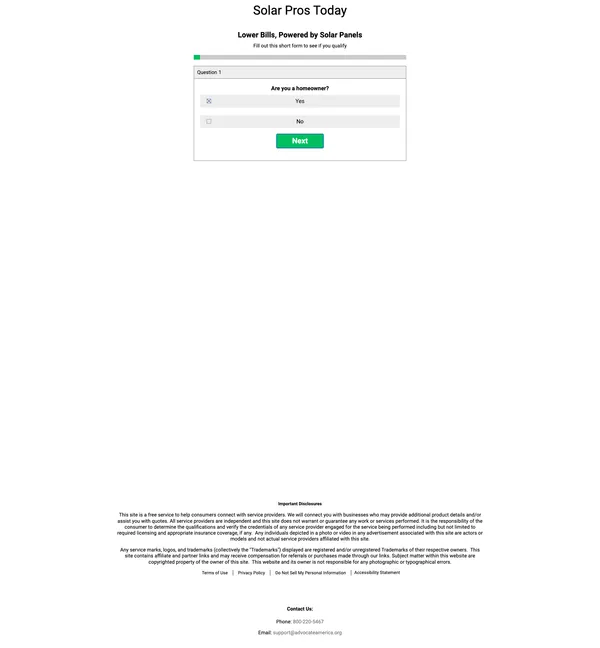 Solar Pros Today
Lower Bills, Powered by Solar Panels
Fill out this short form to see if you qualify
Question 1
Are you a homeowner?
Yes
No
Next
Important Disclosures
This site is a free service to help consumers connect with service providers. We will connect you with businesses who may provide additional product details and/or
assist you with quotes. All service providers are independent and this site does not warrant or guarantee any work or services performed. It is the responsibility of the
consumer to determine the qualifications and verify the credentials of any service provider engaged for the service being performed including but not limited to
required licensing and appropriate insurance coverage, if any. Any individuals depicted in a photo or video in any advertisement associated with this site are actors or
models and not actual service providers affiliated with this site.
Any service marks, logos, and trademarks (collectively the "Trademarks") displayed are registered and/or unregistered Trademarks of their respective owners. This
site contains affiliate and partner links and may receive compensation for referrals or purchases made through our links. Subject matter within this website are
copyrighted property of the owner of this site. This website and its owner is not responsible for any photographic or typographical errors.
Terms of Use | Privacy Policy | Do Not Sell My Personal Information | Accessibility Statement
Contact Us:
Phone: 800-220-5467
Email: support@advocateamerica.org